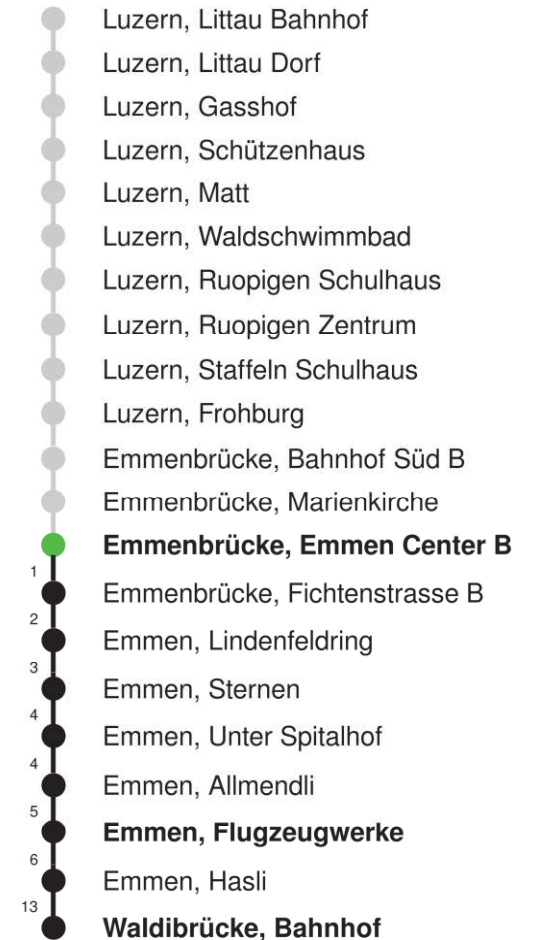 Luzern, Littau Bahnhof
Luzern, Littau Dorf
Luzern, Gasshof
Luzern, Schützenhaus
Luzern, Matt
Luzern, Waldschwimmbad
Luzern, Ruopigen Schulhaus
Luzern, Ruopigen Zentrum
Luzern, Staffeln Schulhaus
Luzern, Frohburg
Emmenbrücke, Bahnhof Süd B
Emmenbrücke, Marienkirche
Emmenbrücke, Emmen Center B
1 Emmenbrücke, Fichtenstrasse B
2 Emmen, Lindenfeldring
3 Emmen, Sternen
4 Emmen, Unter Spitalhof
4 Emmen, Allmendli
5 Emmen, Flugzeugwerke
6 Emmen, Hasli
13 Waldibrücke, Bahnhof